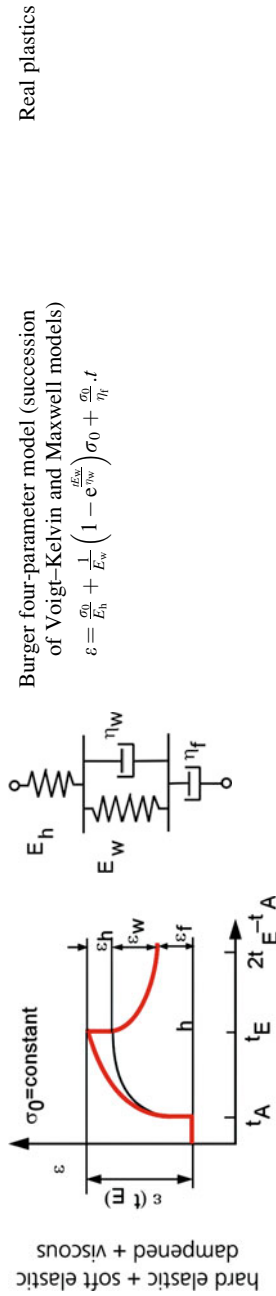 hard elastic + soft elastic
dampened + viscous
ε
σ0=constant
ε (t E)
εh
εw
εf
h
tA
tE
2tE-tA
Eh
Ew
ηw
ηf
Burger four-parameter model (succession
of Voigt–Kelvin and Maxwell models)
ε = σ0/Eh + 1/Ew (1 − e^(tEw/ηw)) σ0 + σ0/ηf .t
Real plastics